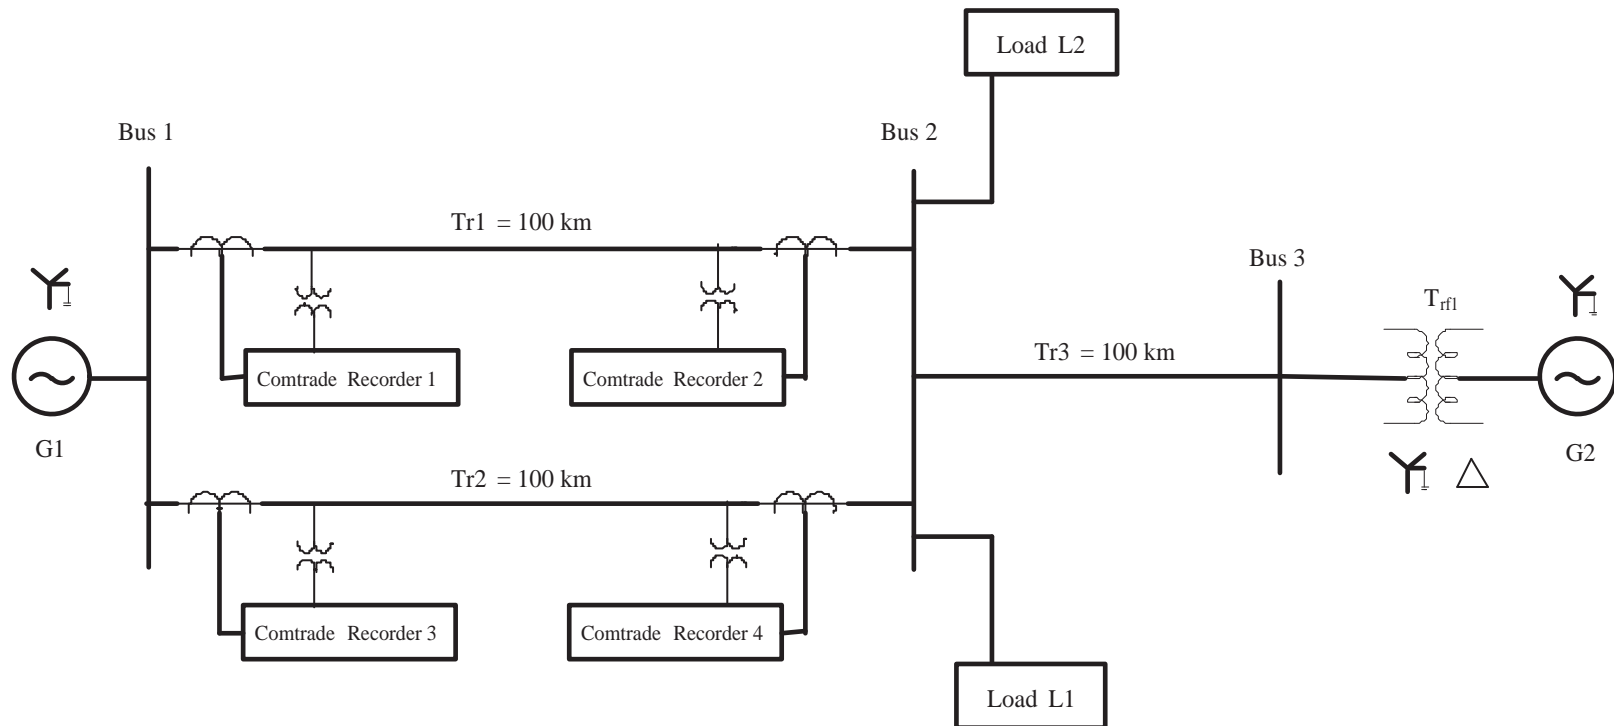 Load L2
Bus 1
Bus 2
Tr1 = 100 km
Bus 3
Trf1
Tr3 = 100 km
Comtrade Recorder 1
Comtrade Recorder 2
G1
G2
Tr2 = 100 km
Comtrade Recorder 3
Comtrade Recorder 4
Load L1